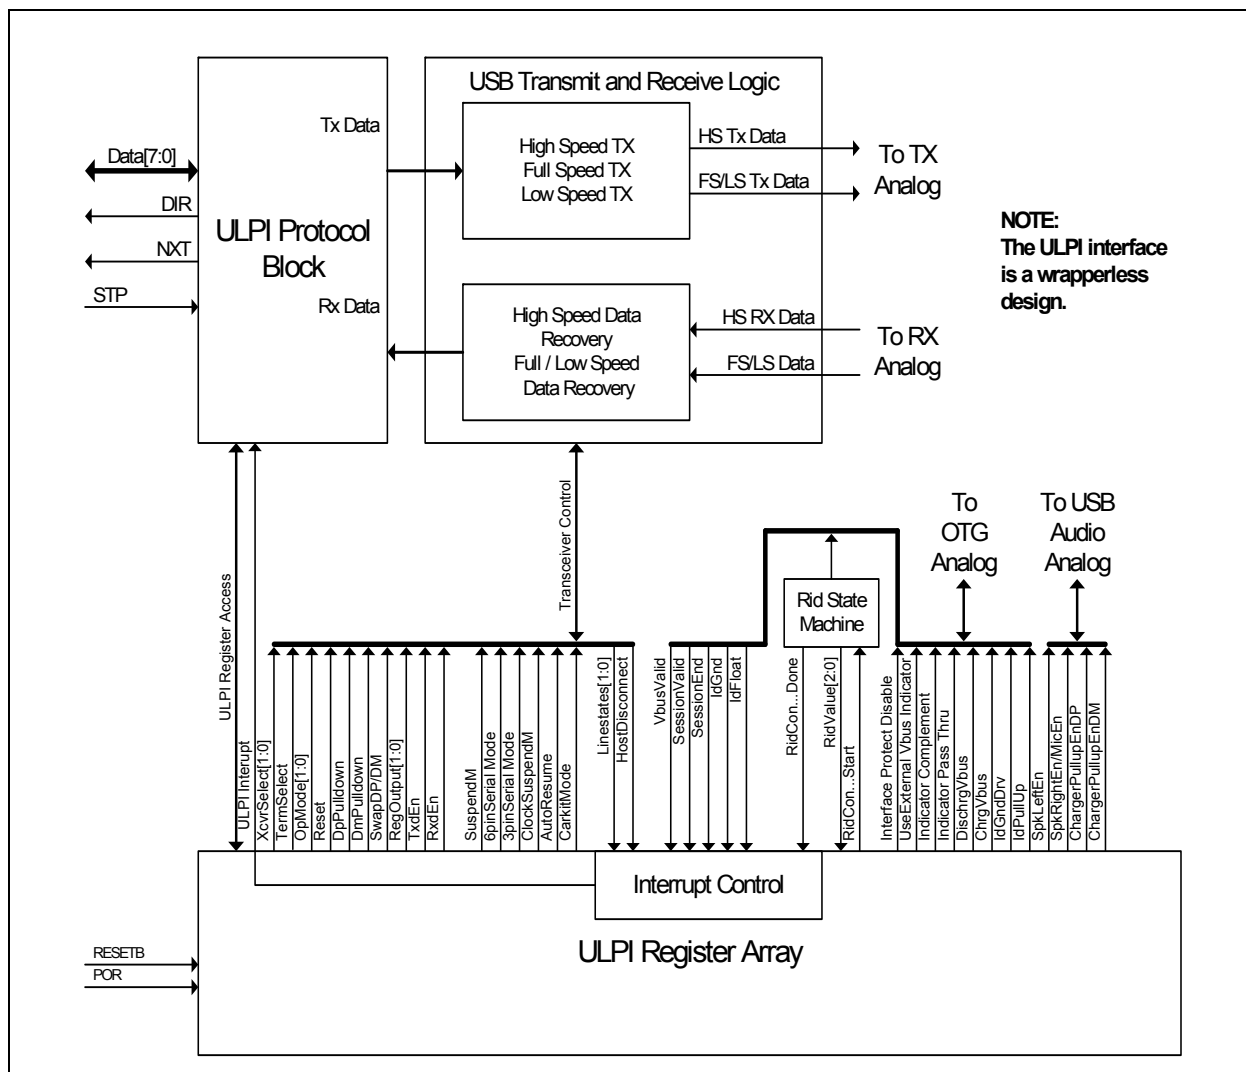 USB Transmit and Receive Logic
Tx Data
High Speed TX
Full Speed TX
Low Speed TX
HS Tx Data
FS/LS Tx Data
To TX
Analog
Data[7:0]
DIR
NXT
STP
ULPI Protocol
Block
Rx Data
High Speed Data
Recovery
Full / Low Speed
Data Recovery
HS RX Data
FS/LS Data
To RX
Analog
NOTE:
The ULPI interface
is a wrapperless
design.
ULPI Register Access
ULPI Interupt
Transceiver Control
To
OTG
Analog
To USB
Audio
Analog
Rid State
Machine
XcvrSelect[1:0]
TermSelect
OpMode[1:0]
Reset
DpPulldown
DmPulldown
SwapDP/DM
RegOutput[1:0]
TxdEn
RxdEn
SuspendM
6pinSerial Mode
3pinSerial Mode
ClockSuspendM
AutoResume
CarkitMode
Linestates[1:0]
HostDisconnect
VbusValid
SessionValid
SessionEnd
IdGnd
IdFloat
RidCon...Done
RidValue[2:0]
RidCon...Start
Interface Protect Disable
UseExternal Vbus Indicator
Indicator Complement
Indicator Pass Thru
DischrgVbus
ChrgVbus
IdGndDrv
IdPullUp
SpkLeftEn
SpkRightEn/MicEn
ChargerPullupEnDP
ChargerPullupEnDM
Interrupt Control
ULPI Register Array
RESETB
POR